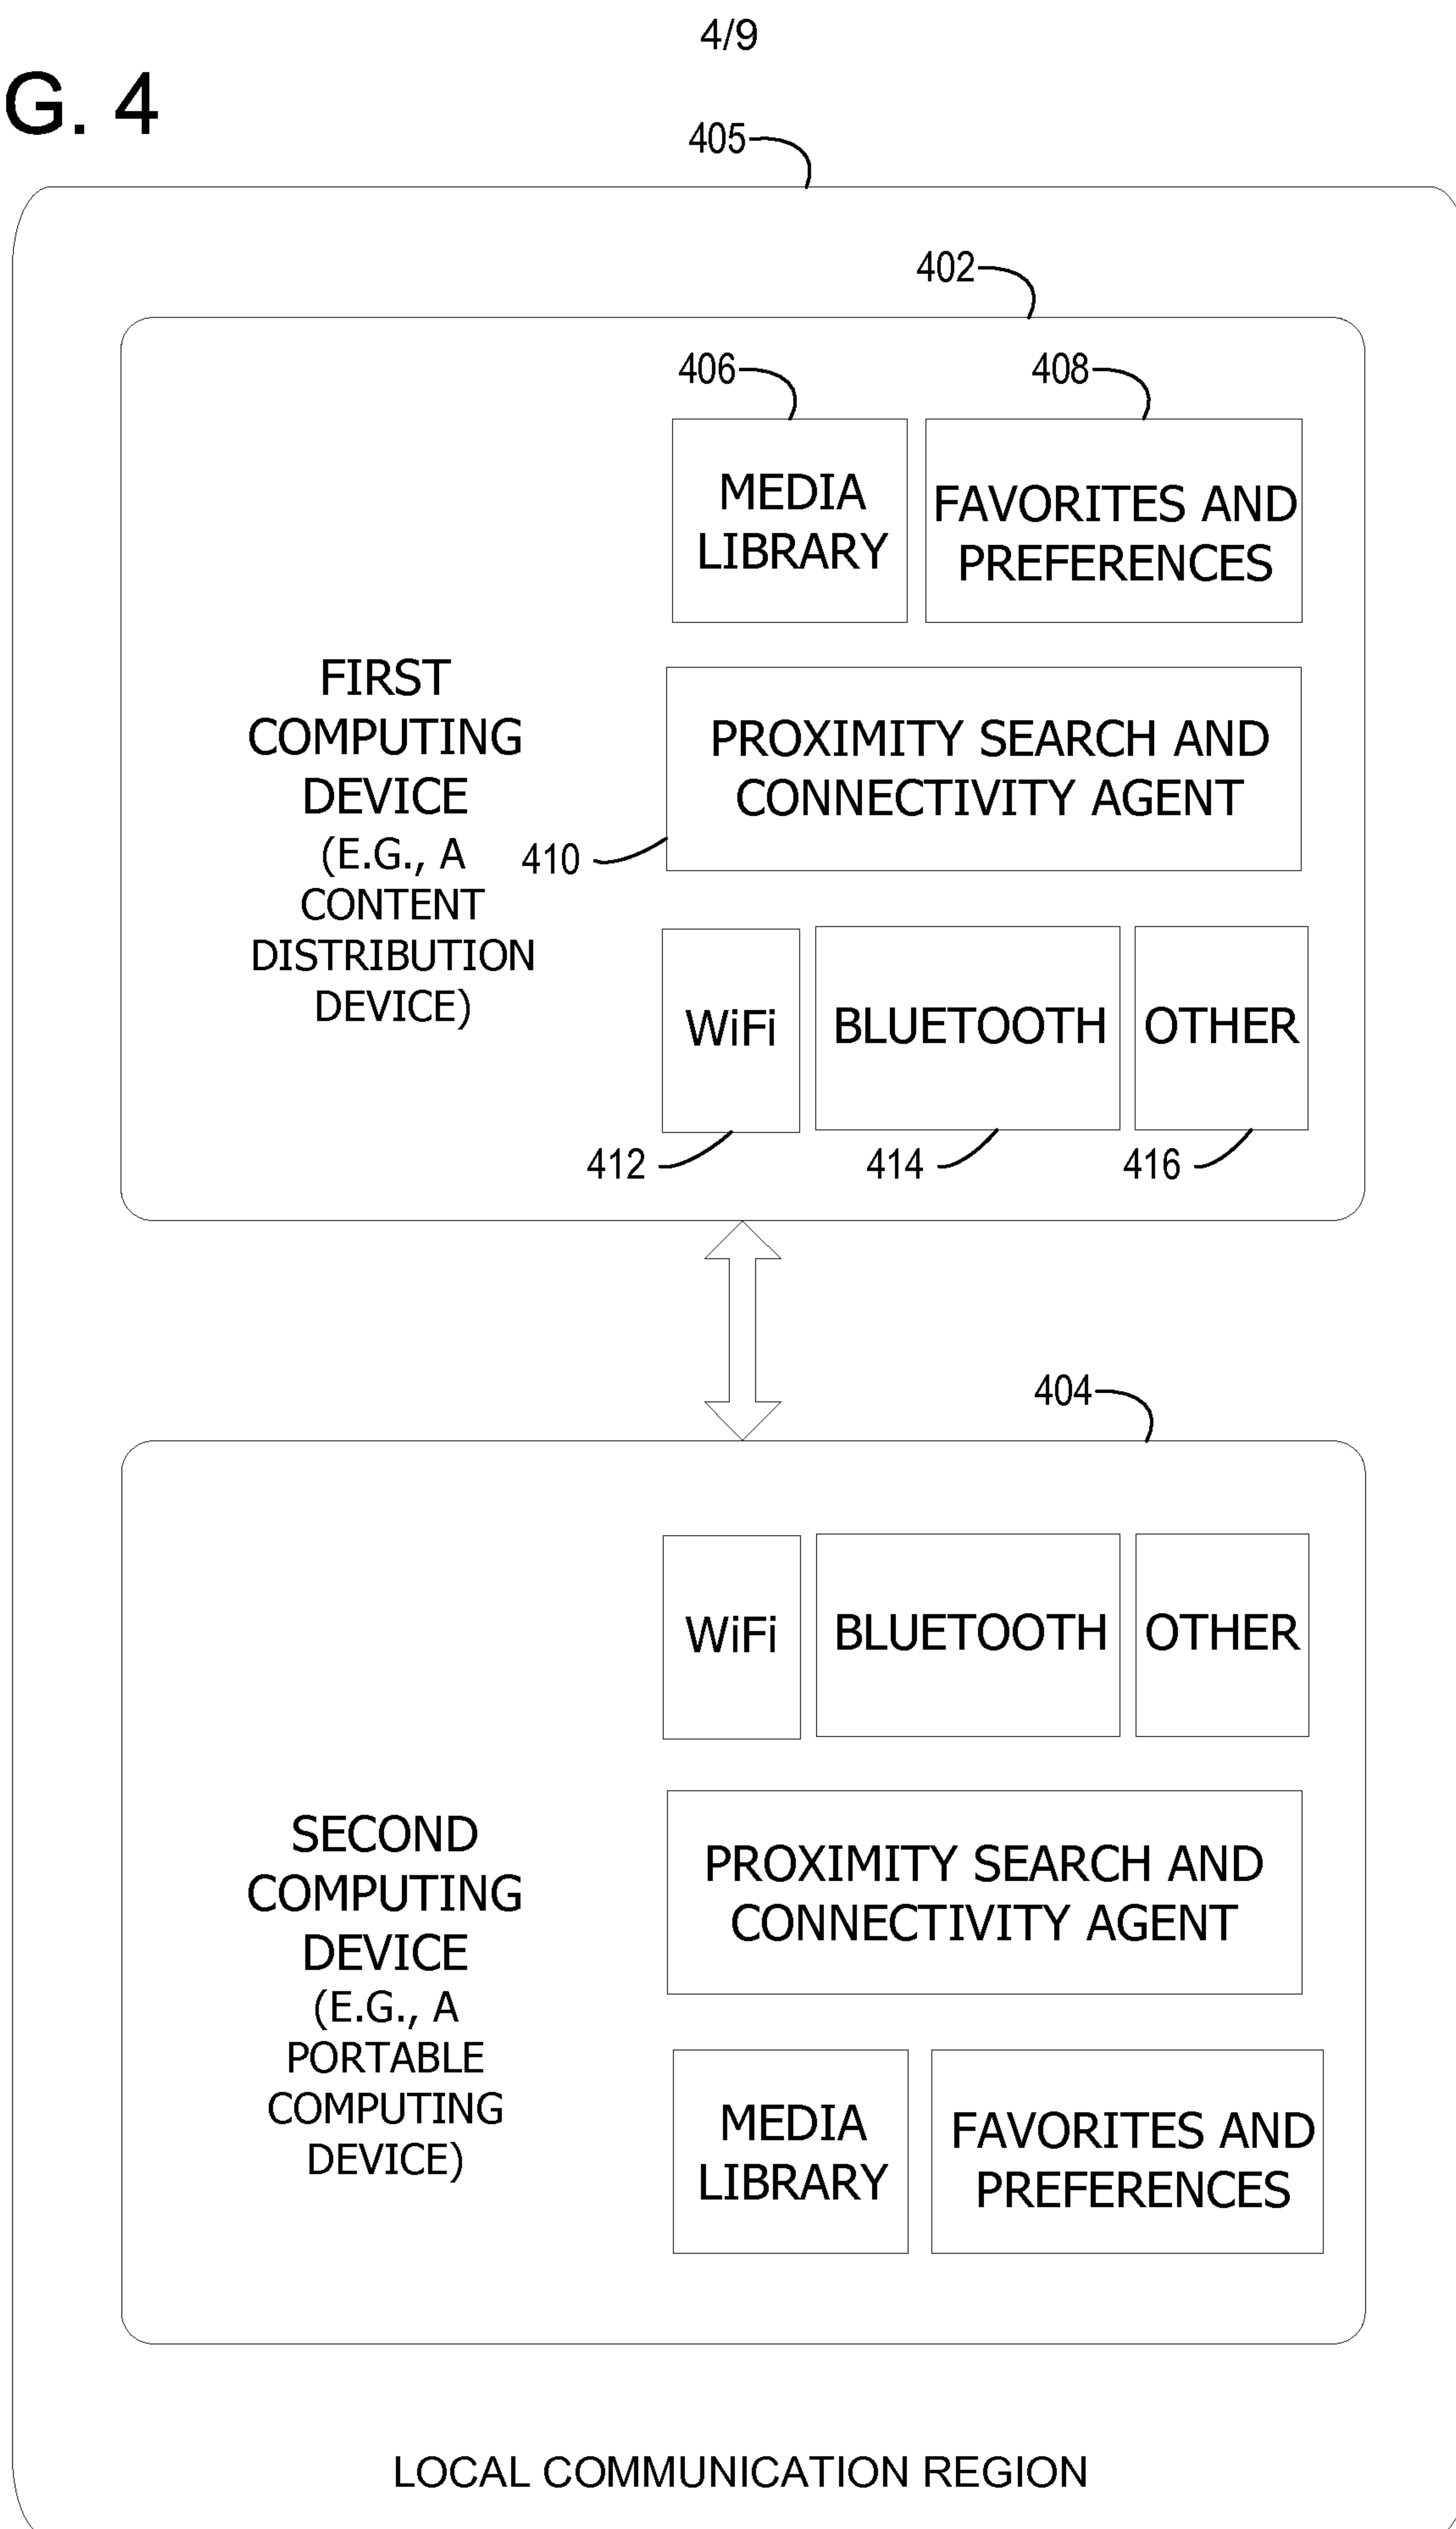 4/9
G. 4
405
402
406
408
MEDIA
LIBRARY
FAVORITES AND
PREFERENCES
FIRST
COMPUTING
DEVICE
(E.G., A
CONTENT
DISTRIBUTION
DEVICE)
PROXIMITY SEARCH AND
CONNECTIVITY AGENT
410
WiFi
BLUETOOTH
OTHER
412
414
416
404
WiFi
BLUETOOTH
OTHER
SECOND
COMPUTING
DEVICE
(E.G., A
PORTABLE
COMPUTING
DEVICE)
PROXIMITY SEARCH AND
CONNECTIVITY AGENT
MEDIA
LIBRARY
FAVORITES AND
PREFERENCES
LOCAL COMMUNICATION REGION